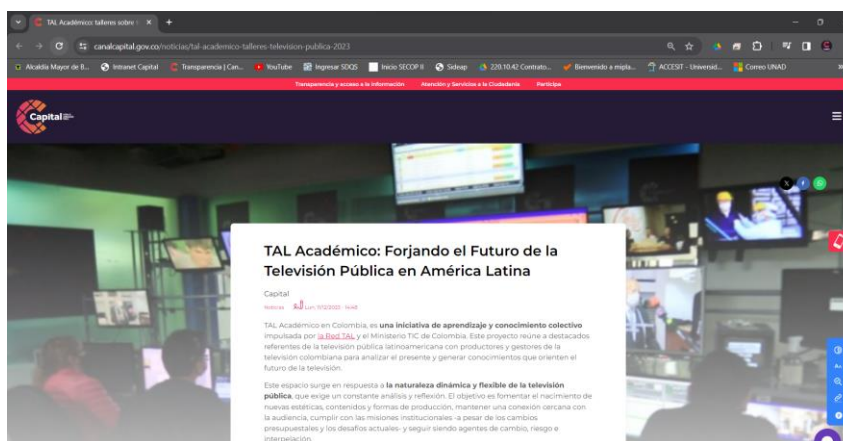 TAL Académico: talleres sobre
canalcapital.gov.co/noticias/tal-academico-talleres-television-publica-2023
Alcaldía Mayor de B... Intranet Capital Transparencia | Can... YouTube Ingresar SDQS Inicio SECOP II Sideap 220.10.42 Contrato... Bienvenido a mipla... ACCESIT - Universid... Correo UNAD
Transparencia y acceso a la información Atención y Servicios a la Ciudadanía Participa
Capital
TAL Académico: Forjando el Futuro de la
Televisión Pública en América Latina
Capital
Noticias
TAL Académico en Colombia, es una iniciativa de aprendizaje y conocimiento colectivo
impulsada por la Red TAL y el Ministerio TIC de Colombia. Este proyecto reúne a destacados
referentes de la televisión pública latinoamericana con productores y gestores de la
televisión colombiana para analizar el presente y generar conocimientos que orienten el
futuro de la televisión.
Este espacio surge en respuesta a la naturaleza dinámica y flexible de la televisión
pública, que exige un constante análisis y reflexión. El objetivo es fomentar el nacimiento de
nuevas estéticas, contenidos y formas de producción, mantener una conexión cercana con
la audiencia, cumplir con las misiones institucionales -a pesar de los cambios
presupuestales y los desafíos actuales- y seguir siendo agentes de cambio, riesgo e
interpelación.